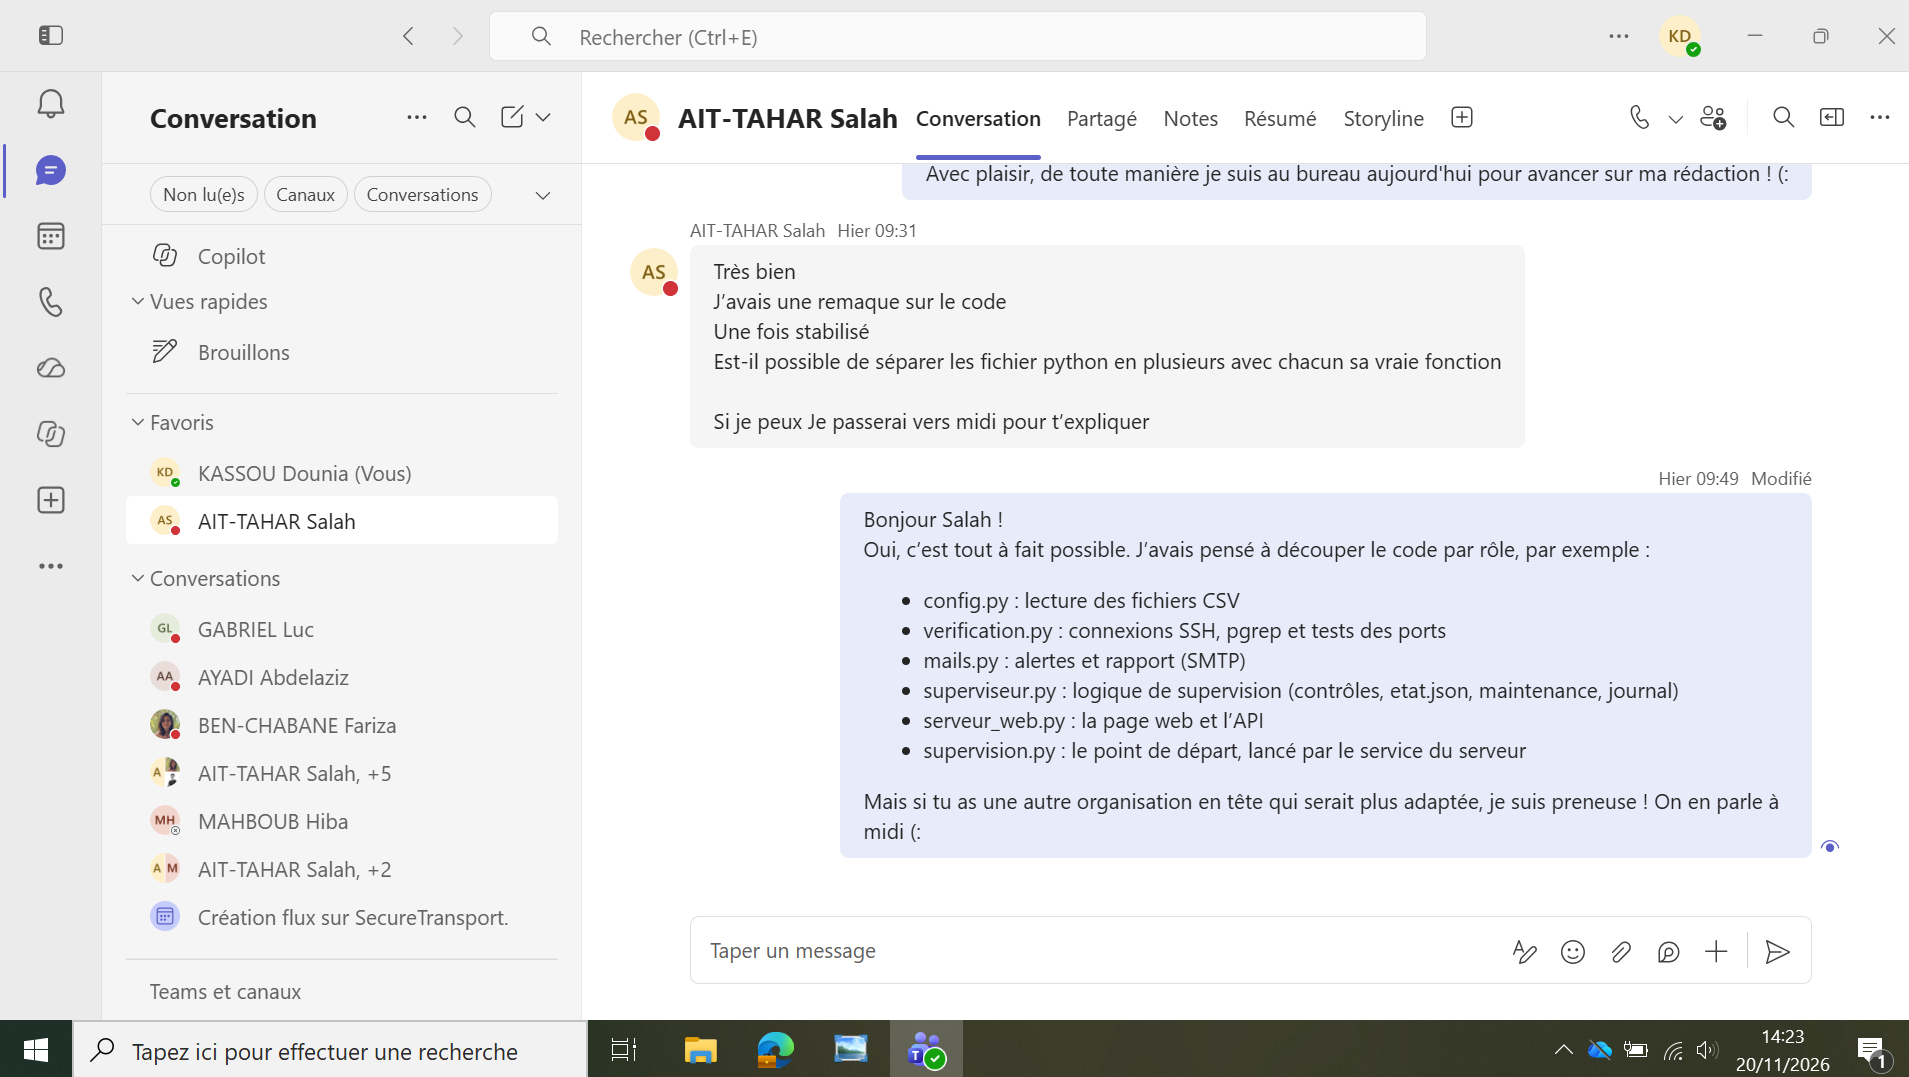 Rechercher (Ctrl+E)
KD
Conversation
Non lu(e)s
Canaux
Conversations
Copilot
Vues rapides
Brouillons
Favoris
KD
KASSOU Dounia (Vous)
AS
AIT-TAHAR Salah
Conversations
GL
GABRIEL Luc
AA
AYADI Abdelaziz
BEN-CHABANE Fariza
A
AIT-TAHAR Salah, +5
MH
MAHBOUB Hiba
A M
AIT-TAHAR Salah, +2
Création flux sur SecureTransport.
Teams et canaux
AS
AIT-TAHAR Salah
Conversation
Partagé
Notes
Résumé
Storyline
Avec plaisir, de toute manière je suis au bureau aujourd'hui pour avancer sur ma rédaction ! (:
AIT-TAHAR Salah Hier 09:31
AS
Très bien
J’avais une remaque sur le code
Une fois stabilisé
Est-il possible de séparer les fichier python en plusieurs avec chacun sa vraie fonction
Si je peux Je passerai vers midi pour t’expliquer
Hier 09:49 Modifié
Bonjour Salah !
Oui, c’est tout à fait possible. J’avais pensé à découper le code par rôle, par exemple :
• config.py : lecture des fichiers CSV
• verification.py : connexions SSH, pgrep et tests des ports
• mails.py : alertes et rapport (SMTP)
• superviseur.py : logique de supervision (contrôles, etat.json, maintenance, journal)
• serveur_web.py : la page web et l’API
• supervision.py : le point de départ, lancé par le service du serveur
Mais si tu as une autre organisation en tête qui serait plus adaptée, je suis preneuse ! On en parle à
midi (:
Taper un message
Tapez ici pour effectuer une recherche
T
14:23
20/11/2026
1